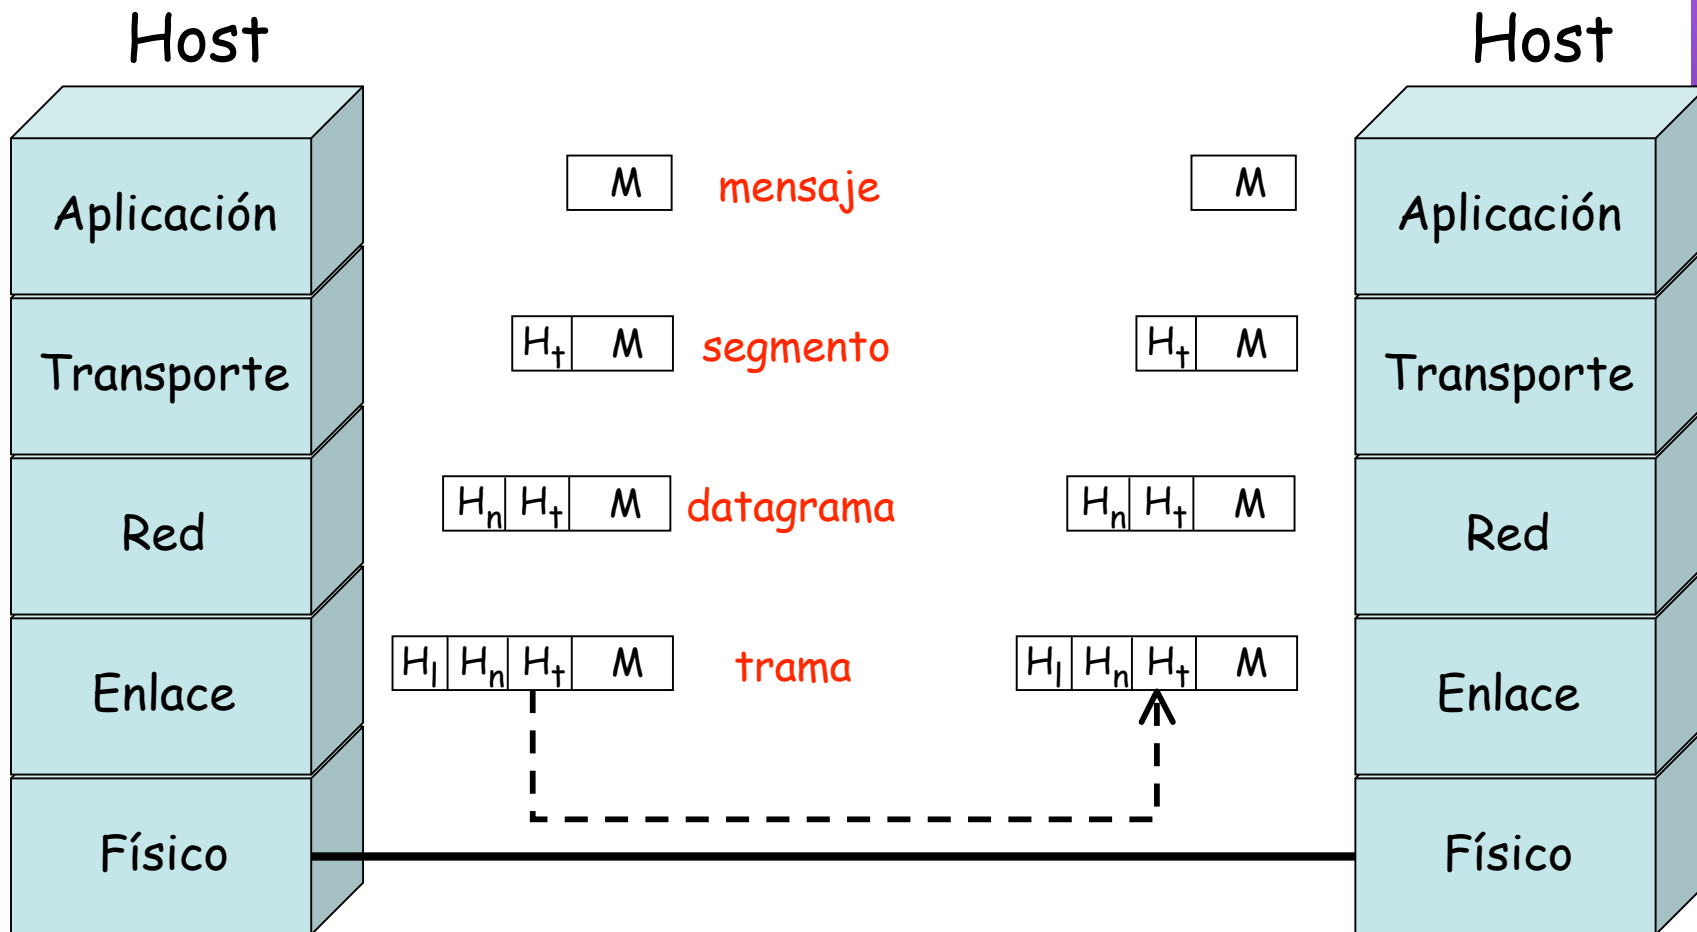 Host Host
Aplicación M mensaje M Aplicación
Transporte Hₜ M segmento Hₜ M Transporte
Red Hₙ Hₜ M datagrama Hₙ Hₜ M Red
Enlace Hₗ Hₙ Hₜ M trama Hₗ Hₙ Hₜ M Enlace
Físico Físico